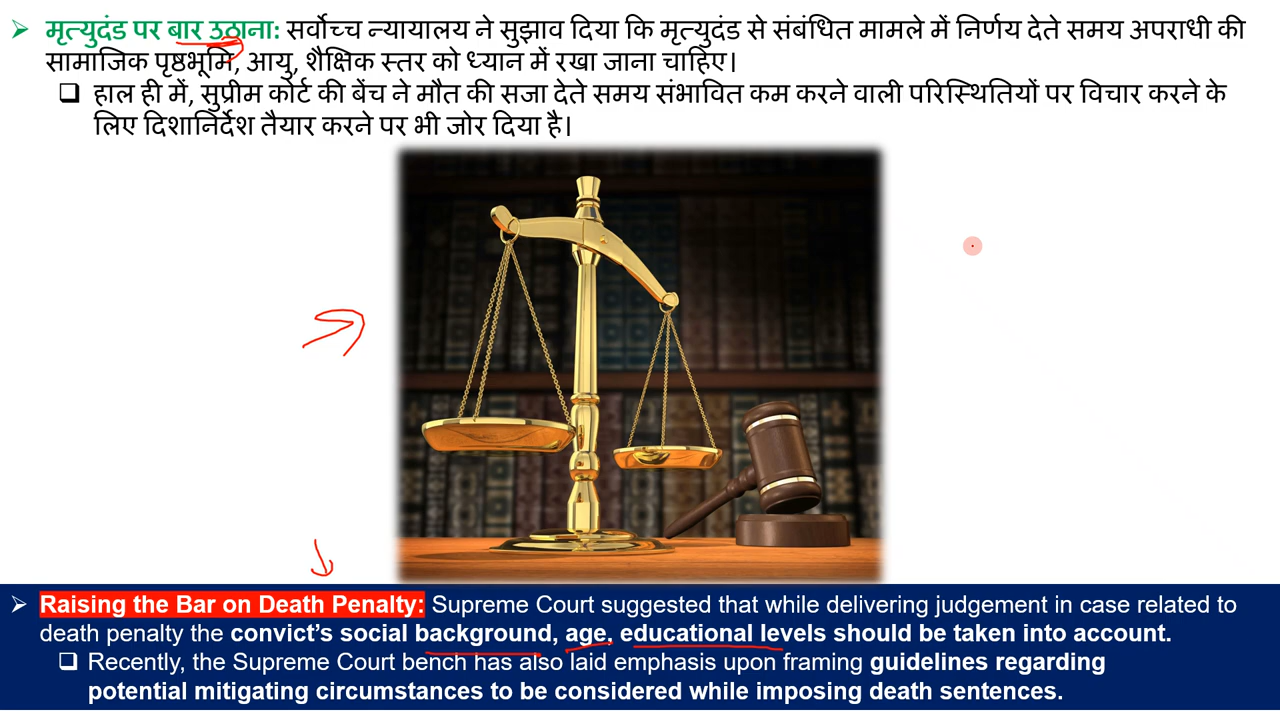 ➢ मृत्युदंड पर बार उठाना: सर्वोच्च न्यायालय ने सुझाव दिया कि मृत्युदंड से संबंधित मामले में निर्णय देते समय अपराधी की
सामाजिक पृष्ठभूमि, आयु, शैक्षिक स्तर को ध्यान में रखा जाना चाहिए।
❑ हाल ही में, सुप्रीम कोर्ट की बेंच ने मौत की सजा देते समय संभावित कम करने वाली परिस्थितियों पर विचार करने के
लिए दिशानिर्देश तैयार करने पर भी जोर दिया है।
➢ Raising the Bar on Death Penalty: Supreme Court suggested that while delivering judgement in case related to
death penalty the convict’s social background, age, educational levels should be taken into account.
❑ Recently, the Supreme Court bench has also laid emphasis upon framing guidelines regarding
potential mitigating circumstances to be considered while imposing death sentences.